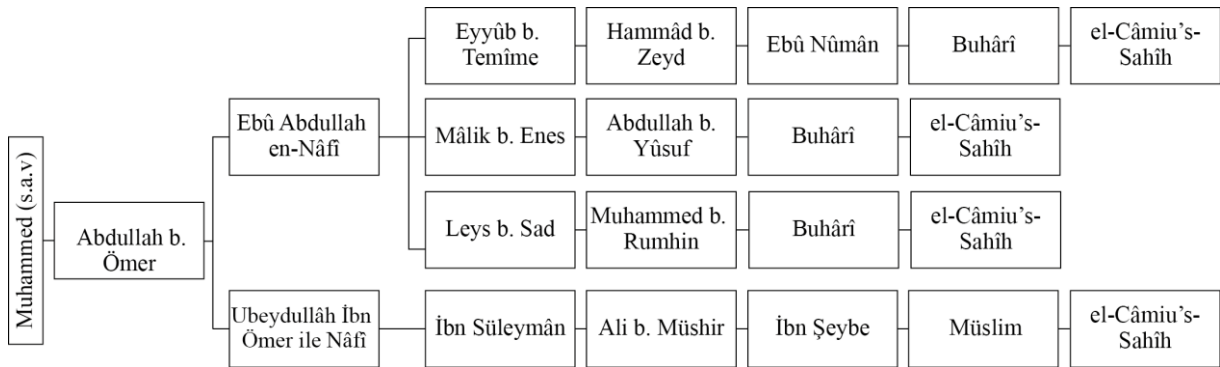 Muhammed (s.a.v)
Abdullah b.
Ömer
Ebû Abdullah
en-Nâfî
Eyyûb b.
Temîme
Hammâd b.
Zeyd
Ebû Nûmân
Buhârî
el-Câmiu’s-
Sahîh
Mâlik b. Enes
Abdullah b.
Yûsuf
Buhârî
el-Câmiu’s-
Sahîh
Leys b. Sad
Muhammed b.
Rumhin
Buhârî
el-Câmiu’s-
Sahîh
Ubeydullâh İbn
Ömer ile Nâfî
İbn Süleymân
Ali b. Müshir
İbn Şeybe
Müslim
el-Câmiu’s-
Sahîh